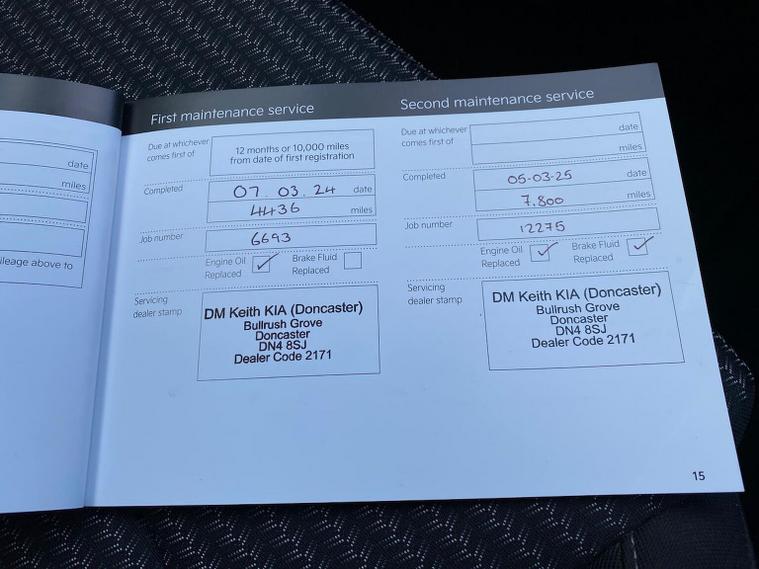 date
miles
ileage above to
First maintenance service
Due at whichever
comes first of
12 months or 10,000 miles
from date of first registration
Completed
07.03.24 date
4436 miles
Job number
6693
Engine Oil
Replaced
Brake Fluid
Replaced
Servicing
dealer stamp
DM Keith KIA (Doncaster)
Bullrush Grove
Doncaster
DN4 8SJ
Dealer Code 2171
Second maintenance service
Due at whichever
comes first of
date
miles
Completed
05-03-25 date
7.800 miles
Job number
12275
Engine Oil
Replaced
Brake Fluid
Replaced
Servicing
dealer stamp
DM Keith KIA (Doncaster)
Bullrush Grove
Doncaster
DN4 8SJ
Dealer Code 2171
15